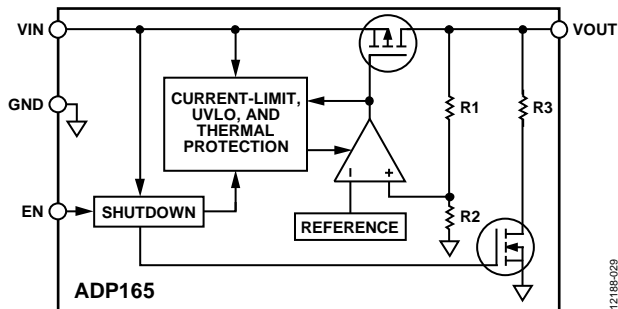 VIN
VOUT
GND
CURRENT-LIMIT,
UVLO, AND
THERMAL
PROTECTION
R1
R3
– +
EN
SHUTDOWN
REFERENCE
R2
ADP165
12188-029